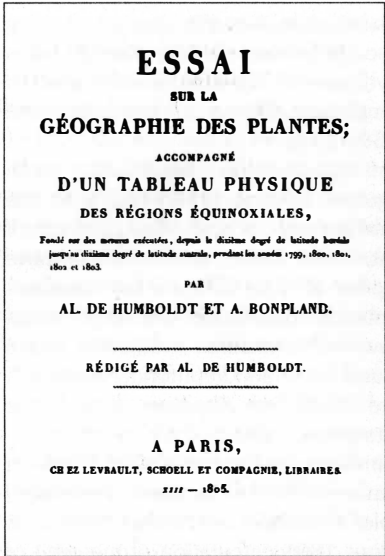 ESSAI
SUR LA
GÉOGRAPHIE DES PLANTES;
ACCOMPAGNÉ
D'UN TABLEAU PHYSIQUE
DES RÉGIONS ÉQUINOXIALES,
Fondé sur des mesures exécutées, depuis le dixième degré de latitude boréale
jusqu'au dixième degré de latitude australe, pendant les années 1799, 1800, 1801,
1802 et 1803.
PAR
AL. DE HUMBOLDT ET A. BONPLAND.
RÉDIGÉ PAR AL. DE HUMBOLDT.
A PARIS,
CHEZ LEVRAULT, SCHOELL ET COMPAGNIE, LIBRAIRES
XIII — 1805.